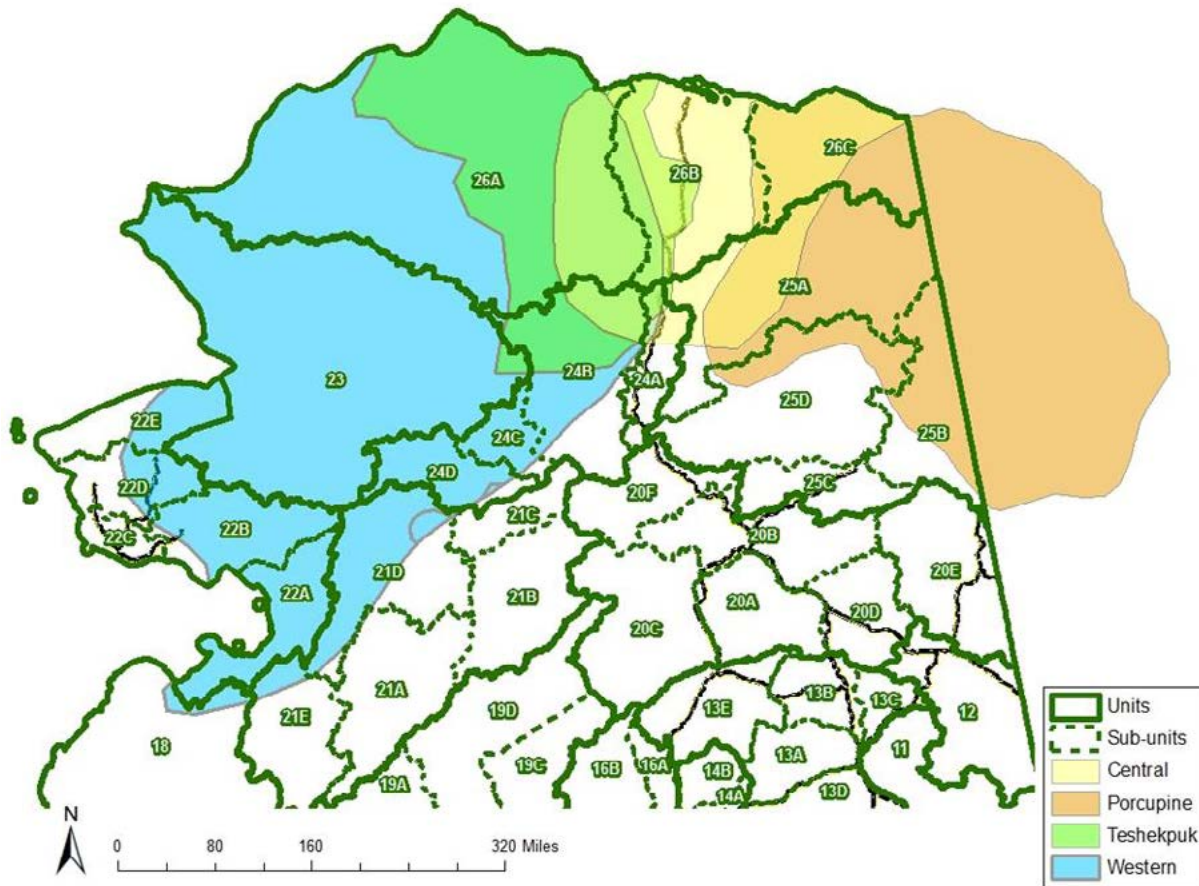 26A
26B
26C
25A
23
24B
24A
25D
22E
24C
25B
22D
24D
25C
20F
22B
21C
22C
20B
21D
20E
22A
21B
20A
20D
20C
21A
13B
13C
12
13E
19D
21E
11
18
13A
19C
16B
16A
14B
19A
14A
13D
Units
Sub-units
Central
Porcupine
Teshekpuk
Western
N
0 80 160 320 Miles